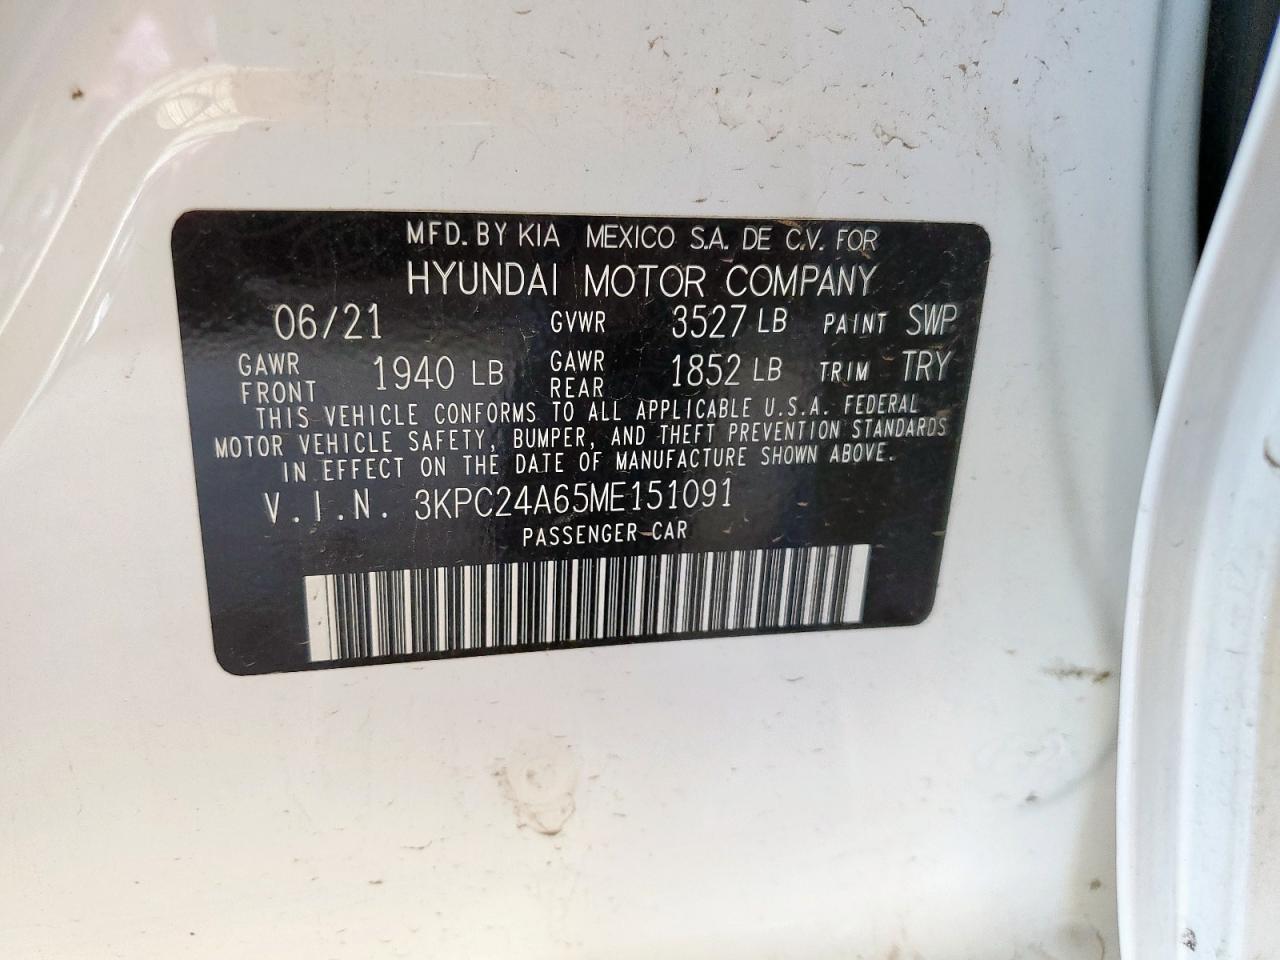 MFD. BY KIA MEXICO S.A. DE C.V. FOR
HYUNDAI MOTOR COMPANY
06/21 GVWR 3527 LB PAINT SWP
GAWR FRONT 1940 LB GAWR REAR 1852 LB TRIM TRY
THIS VEHICLE CONFORMS TO ALL APPLICABLE U.S.A. FEDERAL
MOTOR VEHICLE SAFETY, BUMPER, AND THEFT PREVENTION STANDARDS
IN EFFECT ON THE DATE OF MANUFACTURE SHOWN ABOVE.
V.I.N. 3KPC24A65ME151091
PASSENGER CAR